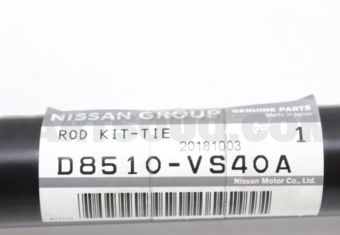 NISSAN GROUP
GENUINE PARTS
Made in Japan
ROD KIT-TIE
20181003
1
D8510-VS40A
Nissan Motor Co., Ltd.